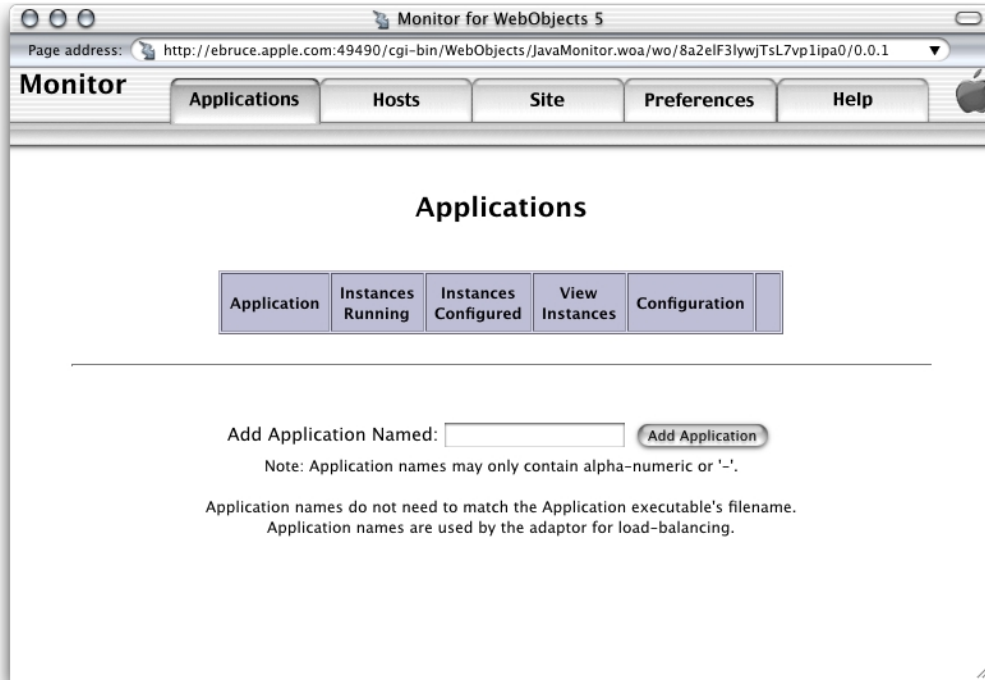 Monitor for WebObjects 5
Page address: http://ebruce.apple.com:49490/cgi-bin/WebObjects/JavaMonitor.woa/wo/8a2elF3lywjTsL7vp1ipa0/0.0.1
Monitor
Applications Hosts Site Preferences Help
Applications
Application Instances Running Instances Configured View Instances Configuration
Add Application Named: Add Application
Note: Application names may only contain alpha-numeric or '-'.
Application names do not need to match the Application executable's filename.
Application names are used by the adaptor for load-balancing.